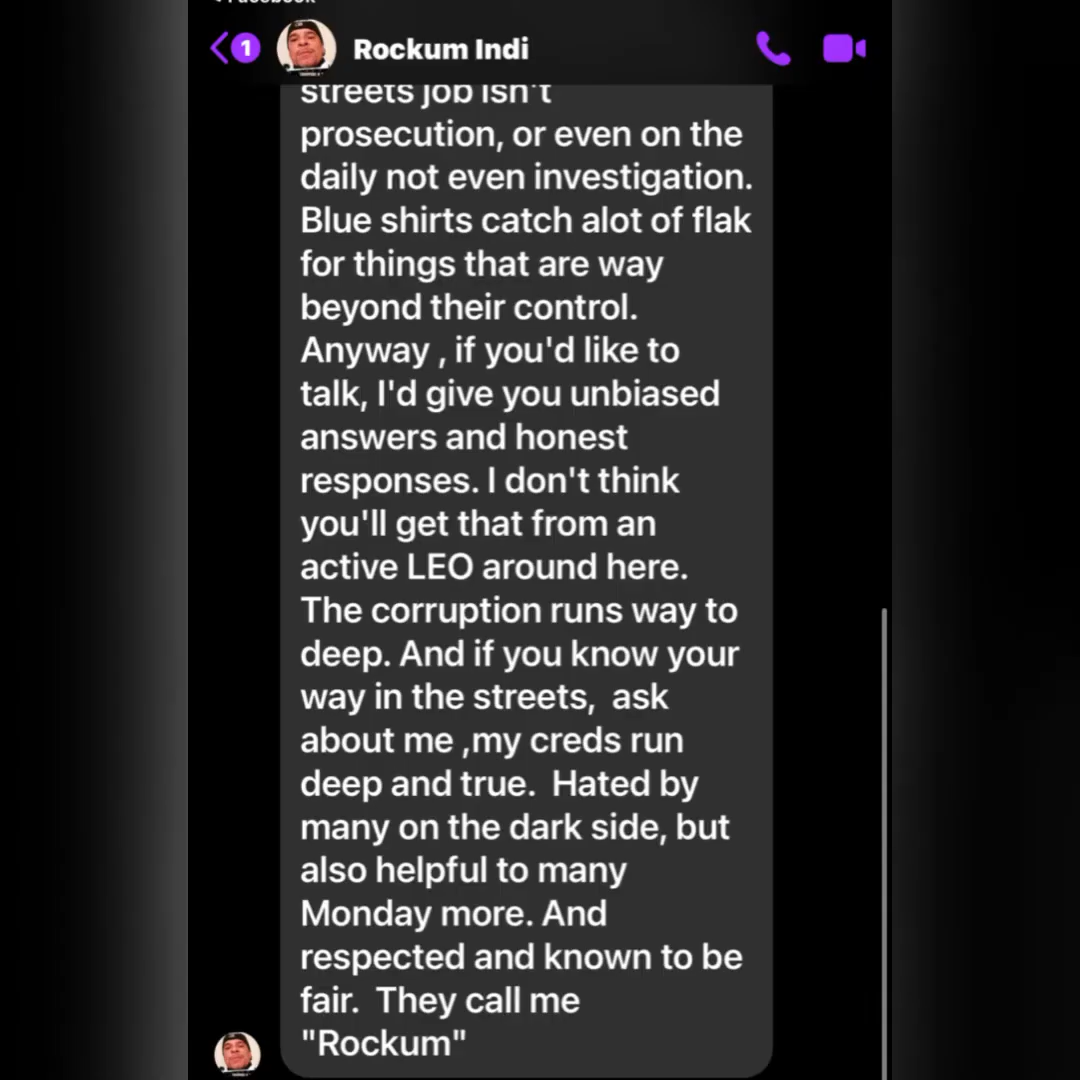 Facebook
1
Rockum Indi
streets job isn't
prosecution, or even on the
daily not even investigation.
Blue shirts catch alot of flak
for things that are way
beyond their control.
Anyway , if you'd like to
talk, I'd give you unbiased
answers and honest
responses. I don't think
you'll get that from an
active LEO around here.
The corruption runs way to
deep. And if you know your
way in the streets,  ask
about me ,my creds run
deep and true.  Hated by
many on the dark side, but
also helpful to many
Monday more. And
respected and known to be
fair.  They call me
"Rockum"